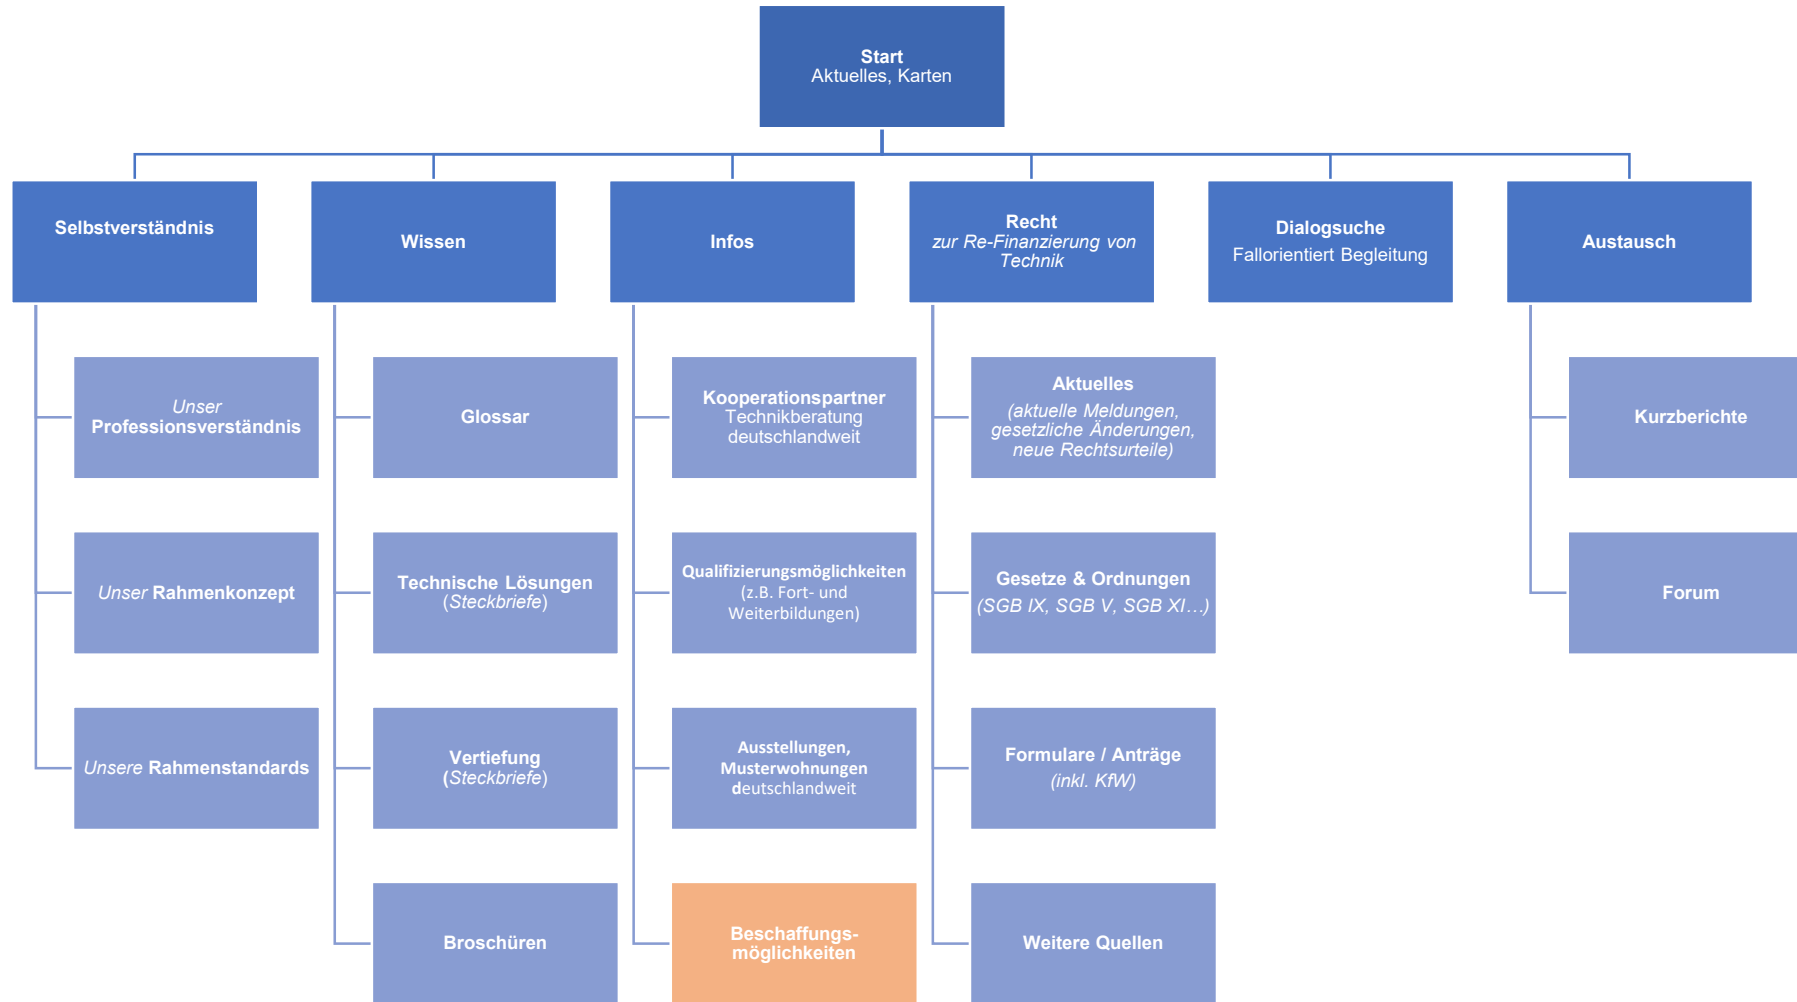 Start
Aktuelles, Karten
Selbstverständnis
Wissen
Infos
Recht
zur Re-Finanzierung von
Technik
Dialogsuche
Fallorientiert Begleitung
Austausch
Unser
Professionsverständnis
Glossar
Kooperationspartner
Technikberatung
deutschlandweit
Aktuelles
(aktuelle Meldungen,
gesetzliche Änderungen,
neue Rechtsurteile)
Kurzberichte
Unser Rahmenkonzept
Technische Lösungen
(Steckbriefe)
Qualifizierungsmöglichkeiten
(z.B. Fort- und
Weiterbildungen)
Gesetze & Ordnungen
(SGB IX, SGB V, SGB XI…)
Forum
Unsere Rahmenstandards
Vertiefung
(Steckbriefe)
Ausstellungen,
Musterwohnungen
deutschlandweit
Formulare / Anträge
(inkl. KfW)
Broschüren
Beschaffungs-
möglichkeiten
Weitere Quellen